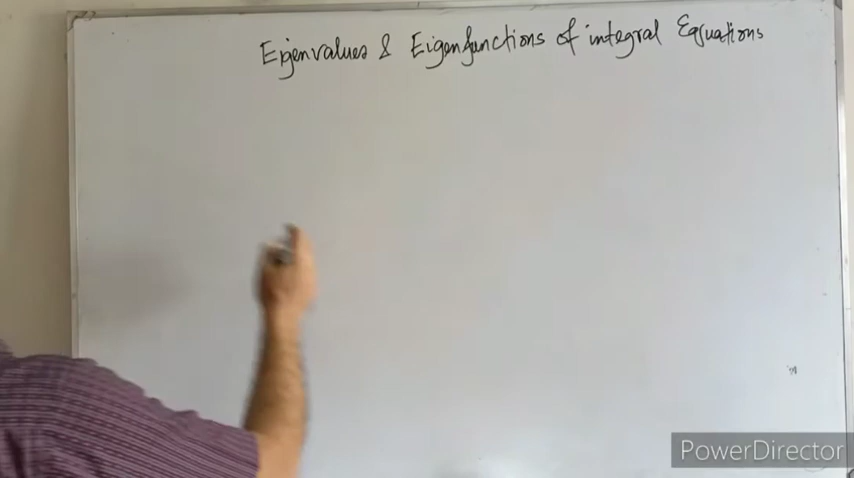 Eigenvalues & Eigenfunctions of integral Equations
PowerDirector